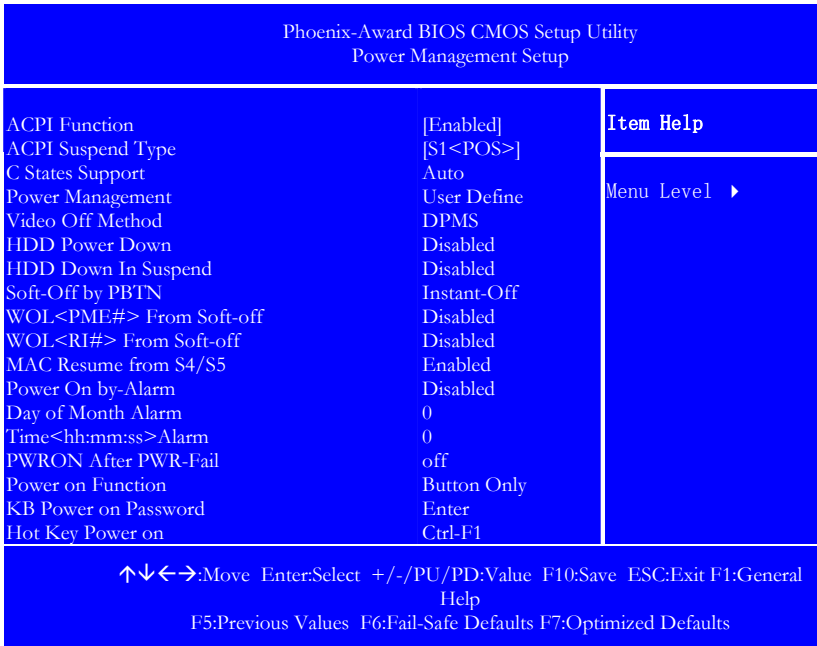 Phoenix-Award BIOS CMOS Setup Utility
Power Management Setup
ACPI Function [Enabled]
ACPI Suspend Type [S1<POS>]
C States Support Auto
Power Management User Define
Video Off Method DPMS
HDD Power Down Disabled
HDD Down In Suspend Disabled
Soft-Off by PBTN Instant-Off
WOL<PME#> From Soft-off Disabled
WOL<RI#> From Soft-off Disabled
MAC Resume from S4/S5 Enabled
Power On by-Alarm Disabled
Day of Month Alarm 0
Time<hh:mm:ss>Alarm 0
PWRON After PWR-Fail off
Power on Function Button Only
KB Power on Password Enter
Hot Key Power on Ctrl-F1
Item Help
Menu Level
↑↓←→:Move Enter:Select +/-/PU/PD:Value F10:Save ESC:Exit F1:General
Help
F5:Previous Values F6:Fail-Safe Defaults F7:Optimized Defaults